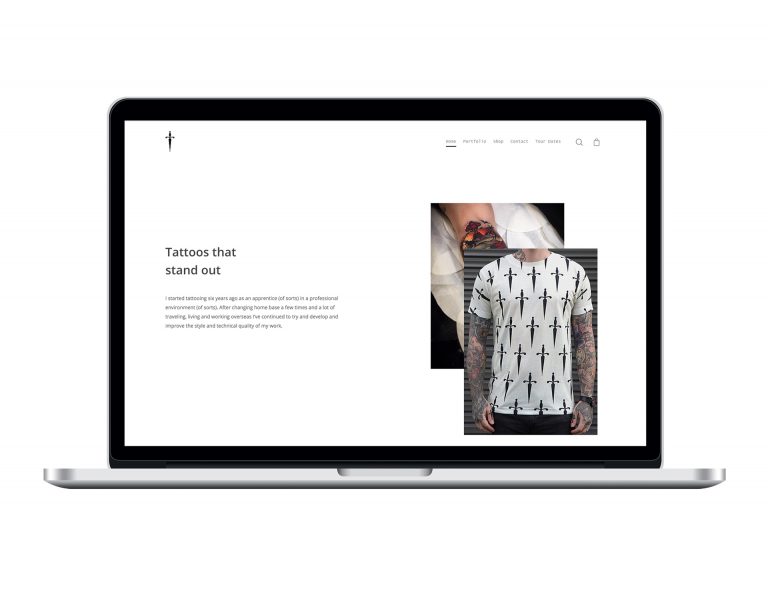 Home Portfolio Shop Contact Tour Dates
Tattoos that
stand out
I started tattooing six years ago as an apprentice (of sorts) in a professional
environment (of sorts). After changing home base a few times and a lot of
traveling, living and working overseas I've continued to try and develop and
improve the style and technical quality of my work.